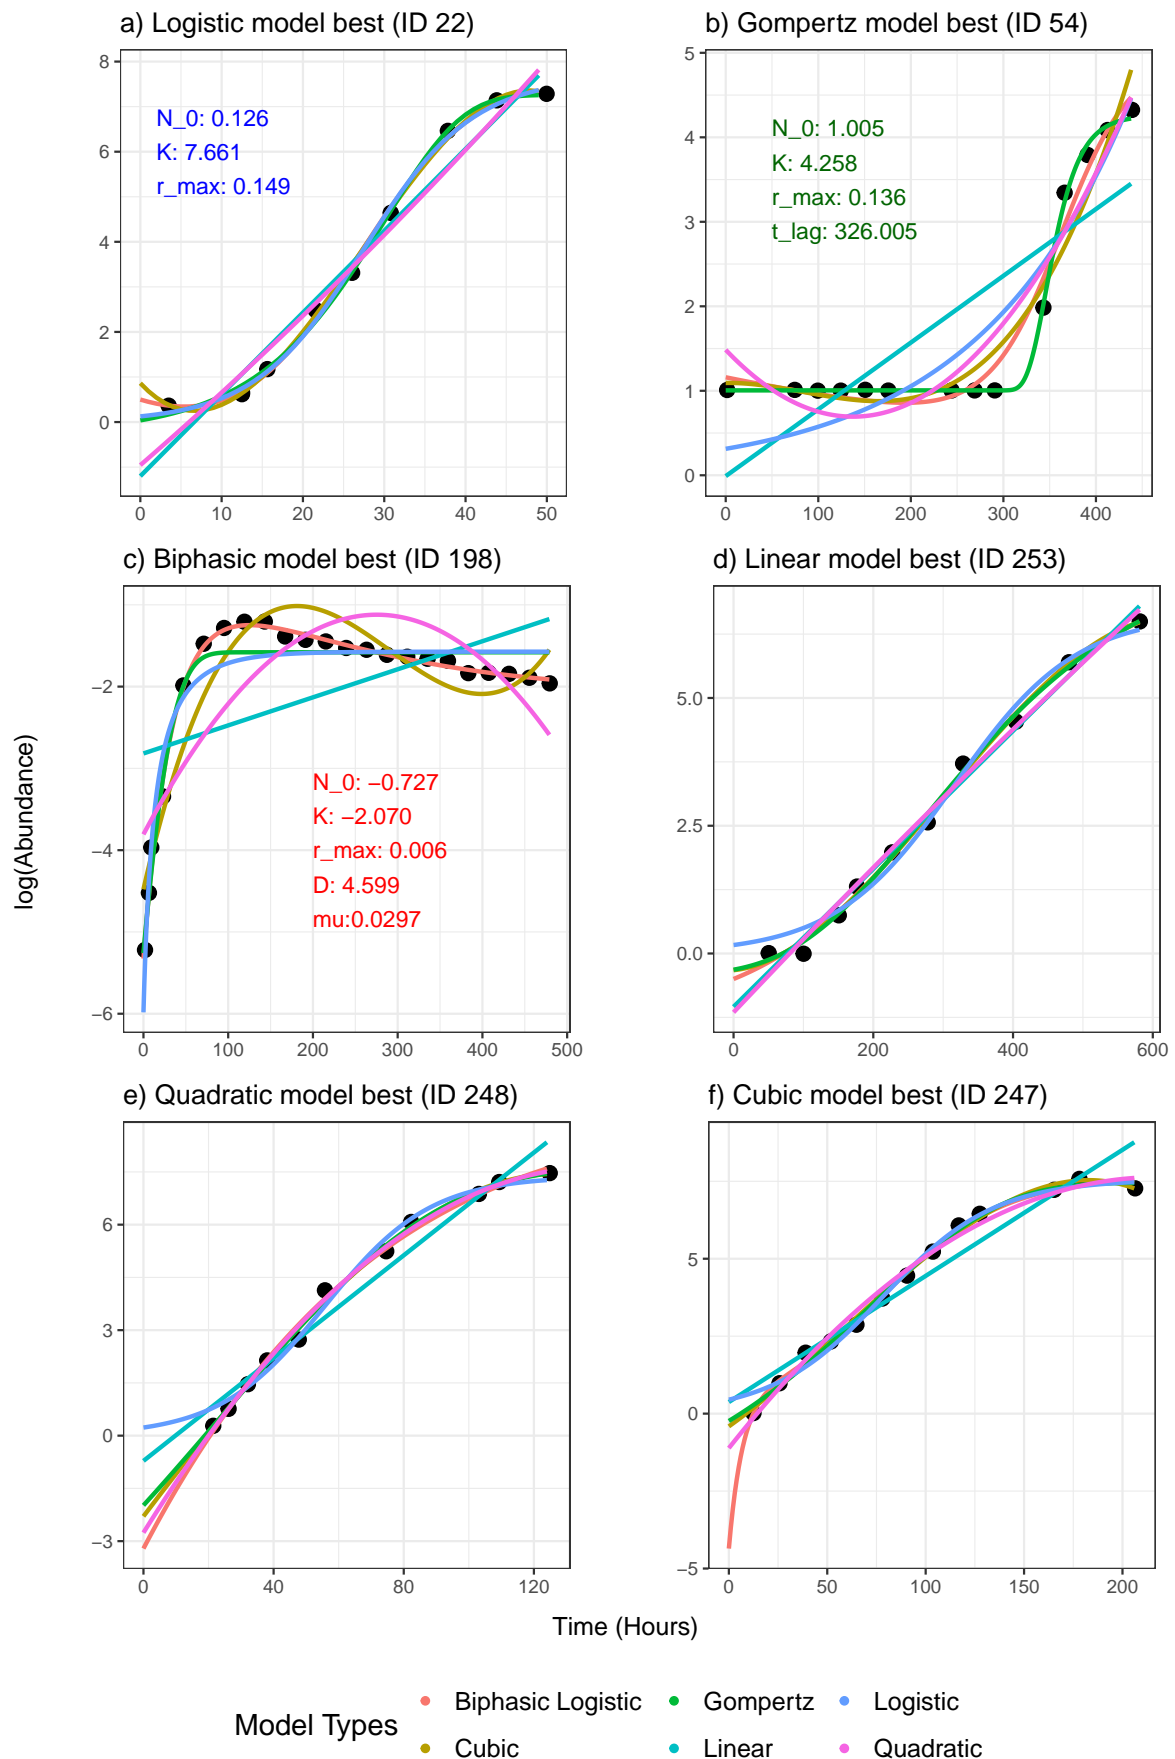 a) Logistic model best (ID 22)
8
6
4
2
0
N_0: 0.126
K: 7.661
r_max: 0.149
0 10 20 30 40 50
b) Gompertz model best (ID 54)
5
4
3
2
1
0
N_0: 1.005
K: 4.258
r_max: 0.136
t_lag: 326.005
0 100 200 300 400
log(Abundance)
c) Biphasic model best (ID 198)
−2
−4
−6
N_0: −0.727
K: −2.070
r_max: 0.006
D: 4.599
mu:0.0297
0 100 200 300 400 500
d) Linear model best (ID 253)
5.0
2.5
0.0
0 200 400 600
e) Quadratic model best (ID 248)
6
3
0
−3
0 40 80 120
f) Cubic model best (ID 247)
5
0
−5
0 50 100 150 200
Time (Hours)
Model Types
Biphasic Logistic Gompertz Logistic
Cubic Linear Quadratic